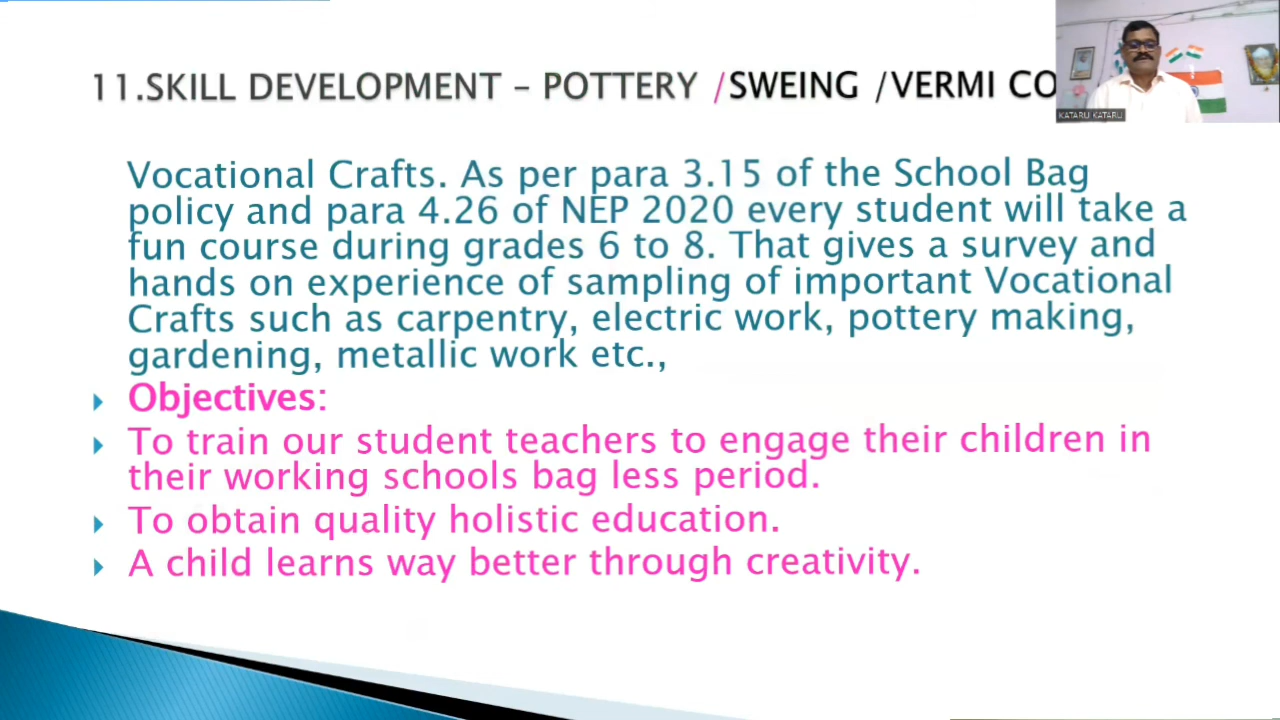 11.SKILL DEVELOPMENT – POTTERY /SWEING /VERMI CO
KATARU KATARU
Vocational Crafts. As per para 3.15 of the School Bag
policy and para 4.26 of NEP 2020 every student will take a
fun course during grades 6 to 8. That gives a survey and
hands on experience of sampling of important Vocational
Crafts such as carpentry, electric work, pottery making,
gardening, metallic work etc.,
Objectives:
To train our student teachers to engage their children in
their working schools bag less period.
To obtain quality holistic education.
A child learns way better through creativity.